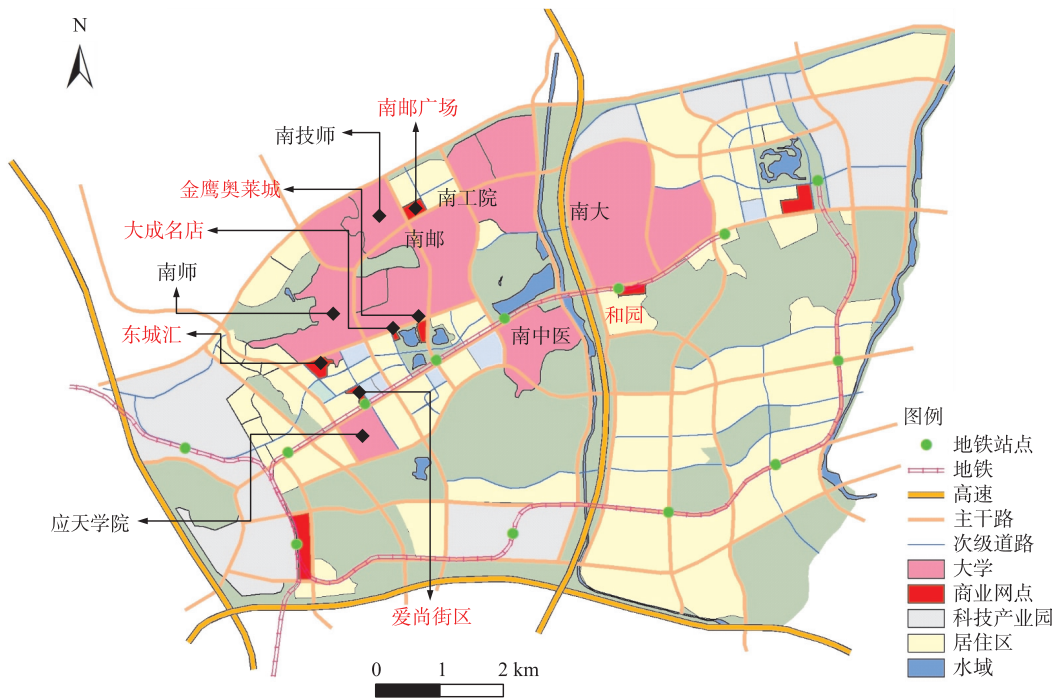 N
南邮广场
南技师
金鹰奥莱城
南工院
大成名店
南邮
南大
南师
东城汇
南中医
和园
应天学院
爱尚街区
图例
地铁站点
地铁
高速
主干路
次级道路
大学
商业网点
科技产业园
居住区
水域
0 1 2 km